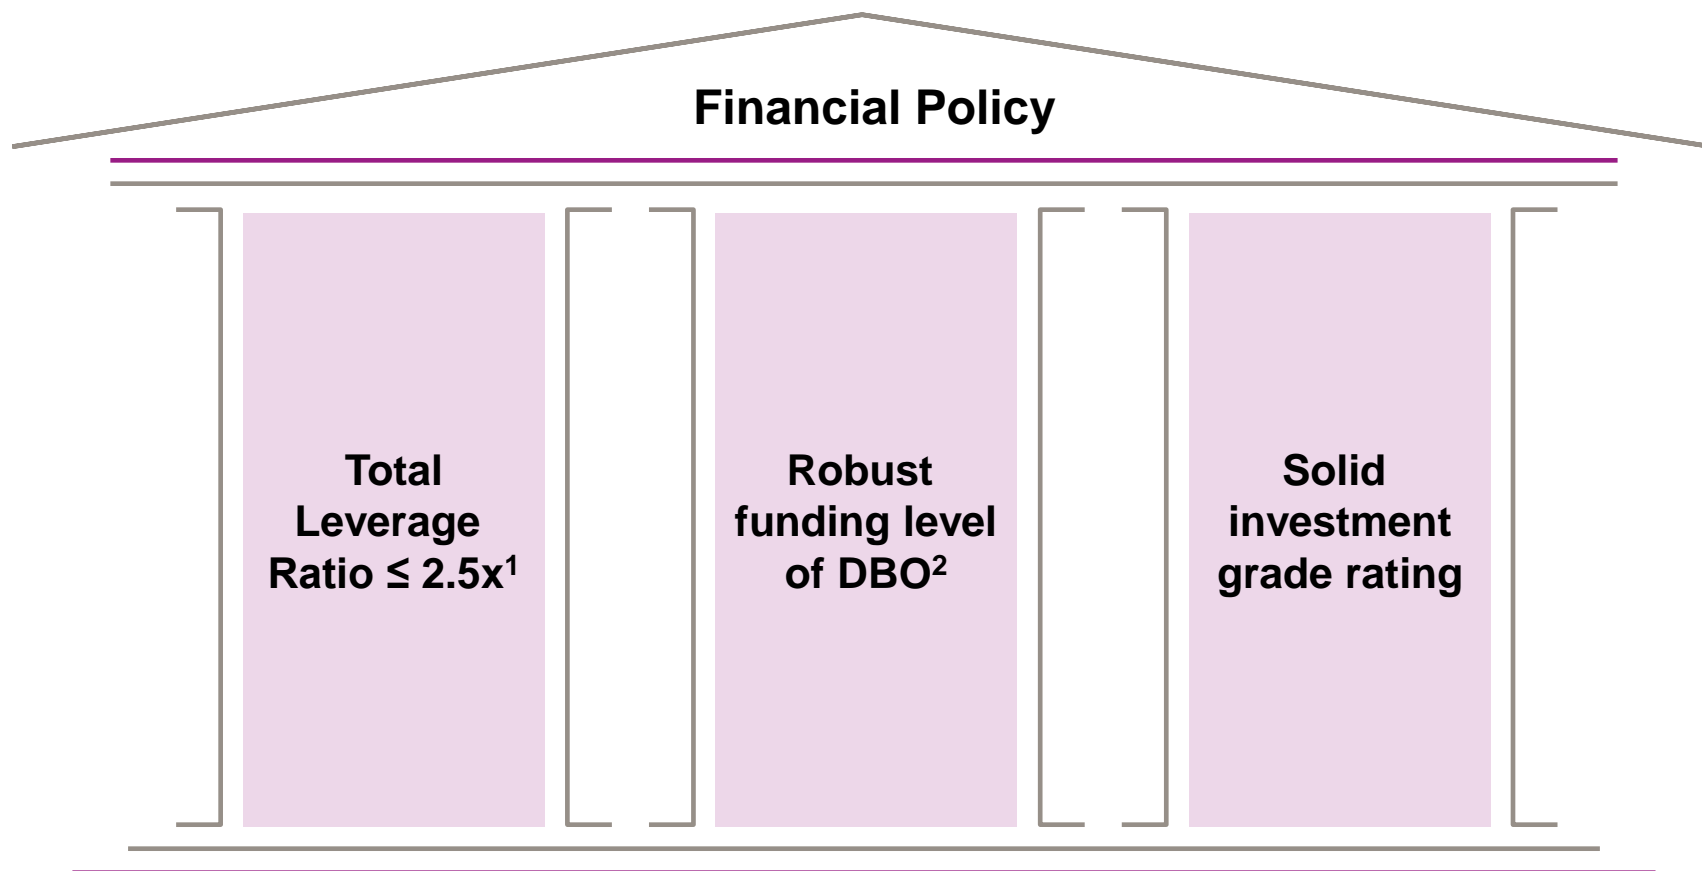 Financial Policy
Total
Leverage
Ratio ≤ 2.5x¹
Robust
funding level
of DBO²
Solid
investment
grade rating